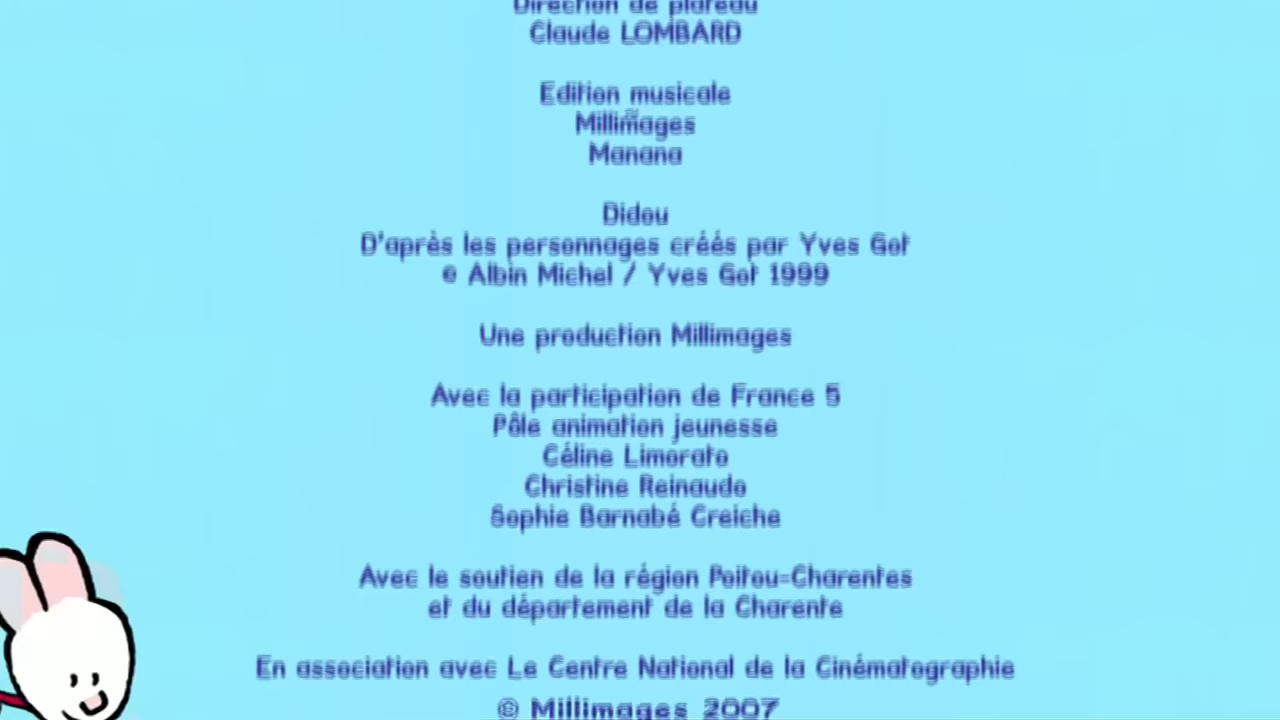 Direction de plateau
Claude LOMBARD
Edition musicale
Millimages
Manana
Didou
D'après les personnages créés par Yves Got
© Albin Michel / Yves Got 1999
Une production Millimages
Avec la participation de France 5
Pôle animation jeunesse
Céline Limorato
Christine Reinaudo
Sophie Barnabé Creiche
Avec le soutien de la région Poitou-Charentes
et du département de la Charente
En association avec Le Centre National de la Cinématographie
© Millimages 2007